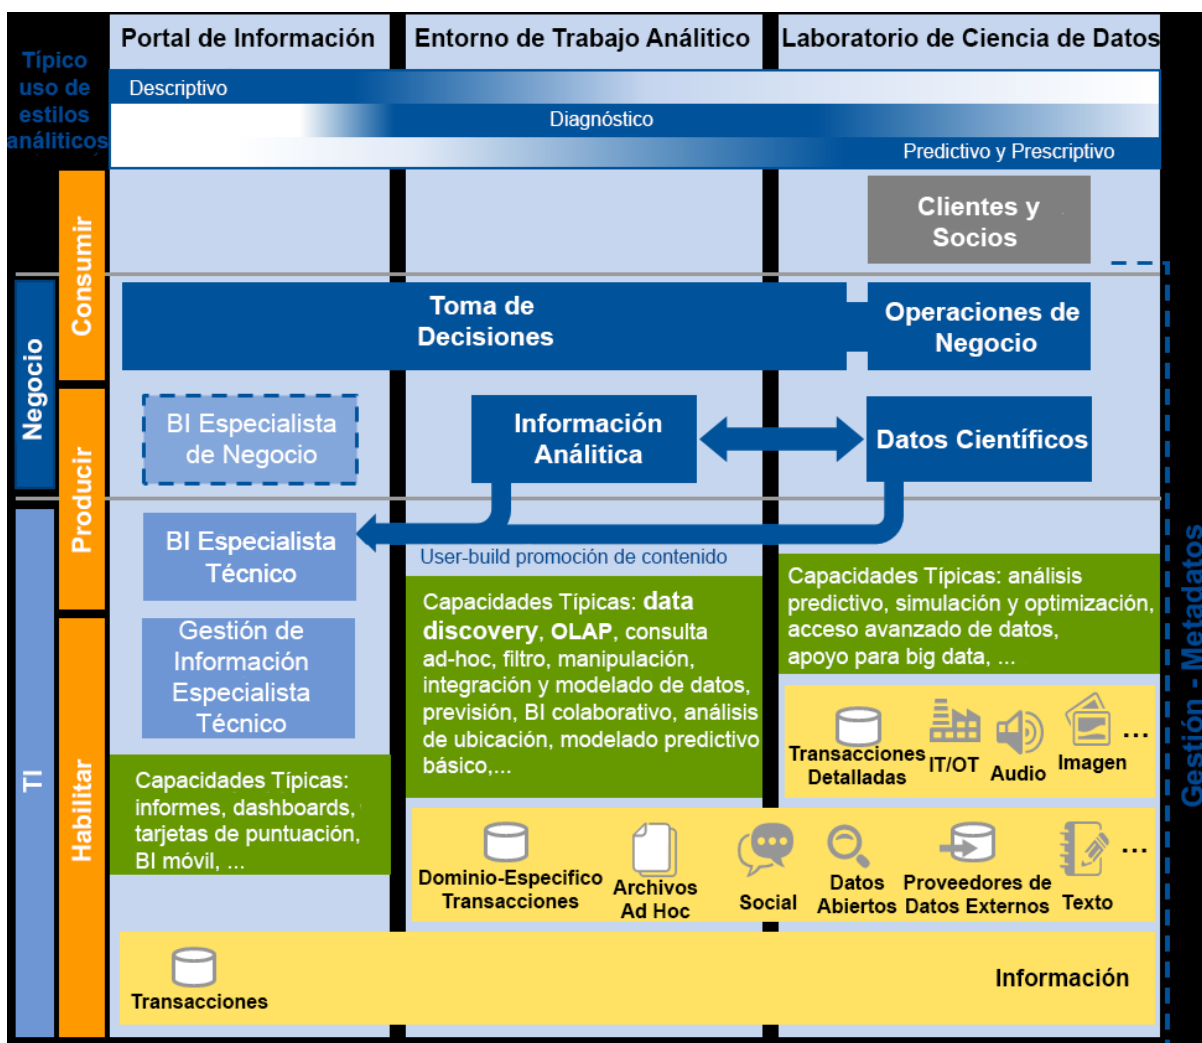 Portal de Información
Entorno de Trabajo Análitico
Laboratorio de Ciencia de Datos
Típico
uso de
estilos
análiticos
Descriptivo
Diagnóstico
Predictivo y Prescriptivo
Consumir
Clientes y
Socios
Negocio
Toma de
Decisiones
Operaciones de
Negocio
Producir
BI Especialista
de Negocio
Información
Análitica
Datos Científicos
TI
BI Especialista
Técnico
User-build promoción de contenido
Gestión - Metadatos
Habilitar
Gestión de
Información
Especialista
Técnico
Capacidades Típicas:
informes, dashboards,
tarjetas de puntuación,
BI móvil, ...
Capacidades Típicas: data
discovery, OLAP, consulta
ad-hoc, filtro, manipulación,
integración y modelado de datos,
previsión, BI colaborativo, análisis
de ubicación, modelado predictivo
básico,...
Capacidades Típicas: análisis
predictivo, simulación y optimización,
acceso avanzado de datos,
apoyo para big data, ...
Transacciones
Detalladas
IT/OT
Audio
Imagen
...
Dominio-Especifico
Transacciones
Archivos
Ad Hoc
Social
Datos
Abiertos
Proveedores de
Datos Externos
Texto
...
Transacciones
Información